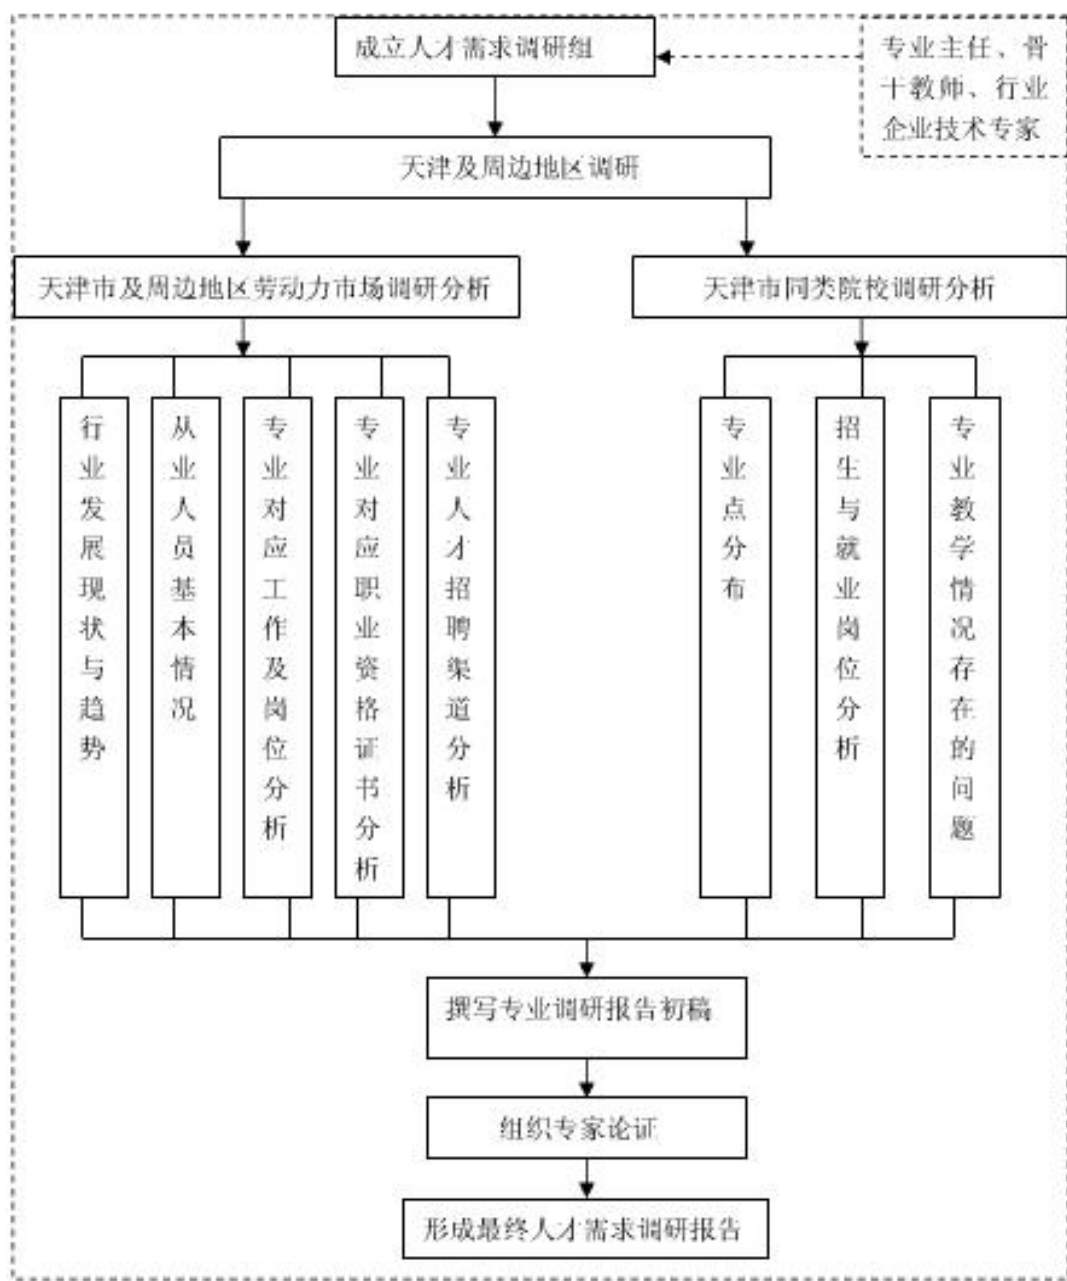 成立人才需求调研组
专业主任、骨
干教师、行业
企业技术专家
天津及周边地区调研
天津市及周边地区劳动力市场调研分析
天津市同类院校调研分析
行业发展现状与趋势
从业人员基本情况
专业对应工作及岗位分析
专业对应职业资格证书分析
专业人才招聘渠道分析
专业点分布
招生与就业岗位分析
专业教学情况存在的问题
撰写专业调研报告初稿
组织专家论证
形成最终人才需求调研报告